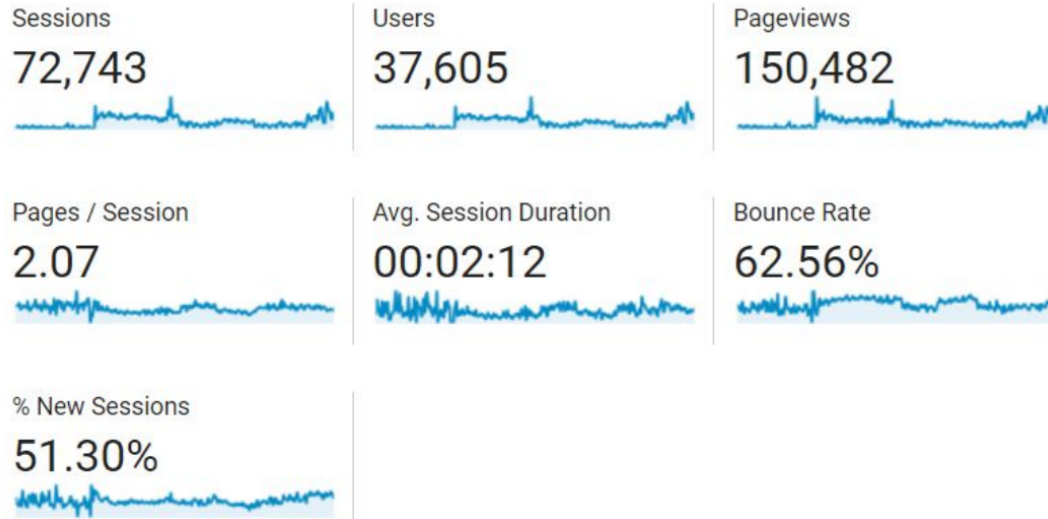 Sessions
72,743
Users
37,605
Pageviews
150,482
Pages / Session
2.07
Avg. Session Duration
00:02:12
Bounce Rate
62.56%
% New Sessions
51.30%